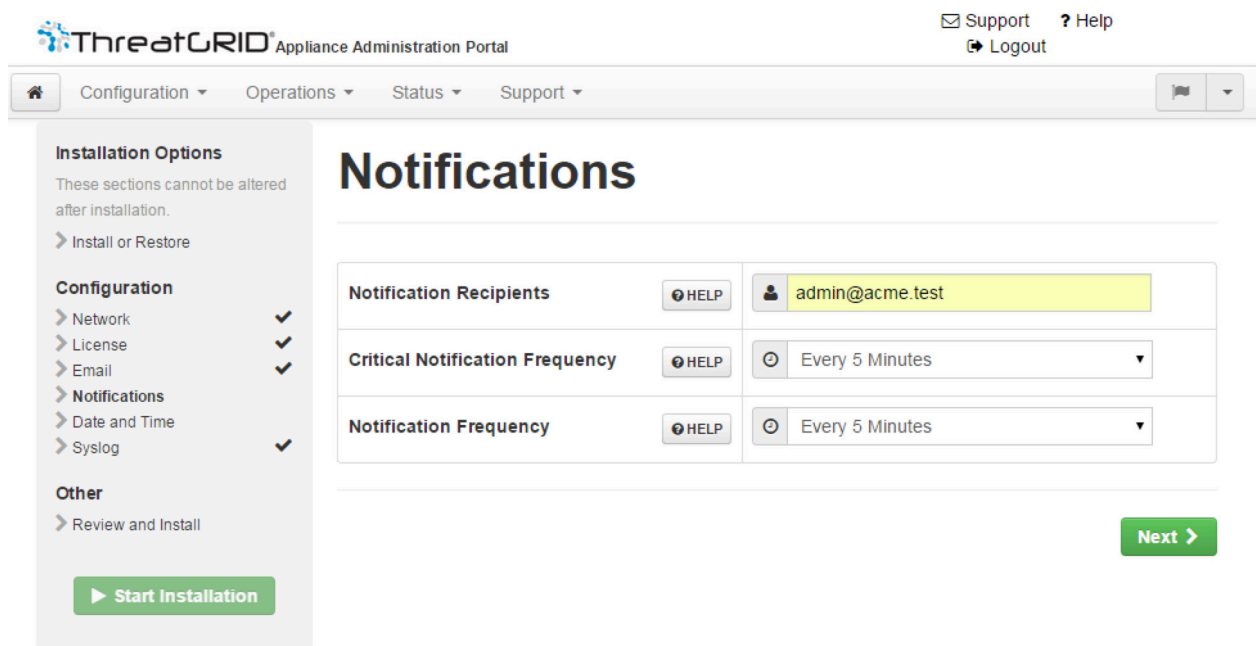 ThreatGRID® Appliance Administration Portal
Support
? Help
Logout
Configuration
Operations
Status
Support
Installation Options
These sections cannot be altered
after installation.
Install or Restore
Configuration
Network
License
Email
Notifications
Date and Time
Syslog
Other
Review and Install
Start Installation
Notifications
Notification Recipients
HELP
admin@acme.test
Critical Notification Frequency
HELP
Every 5 Minutes
Notification Frequency
HELP
Every 5 Minutes
Next